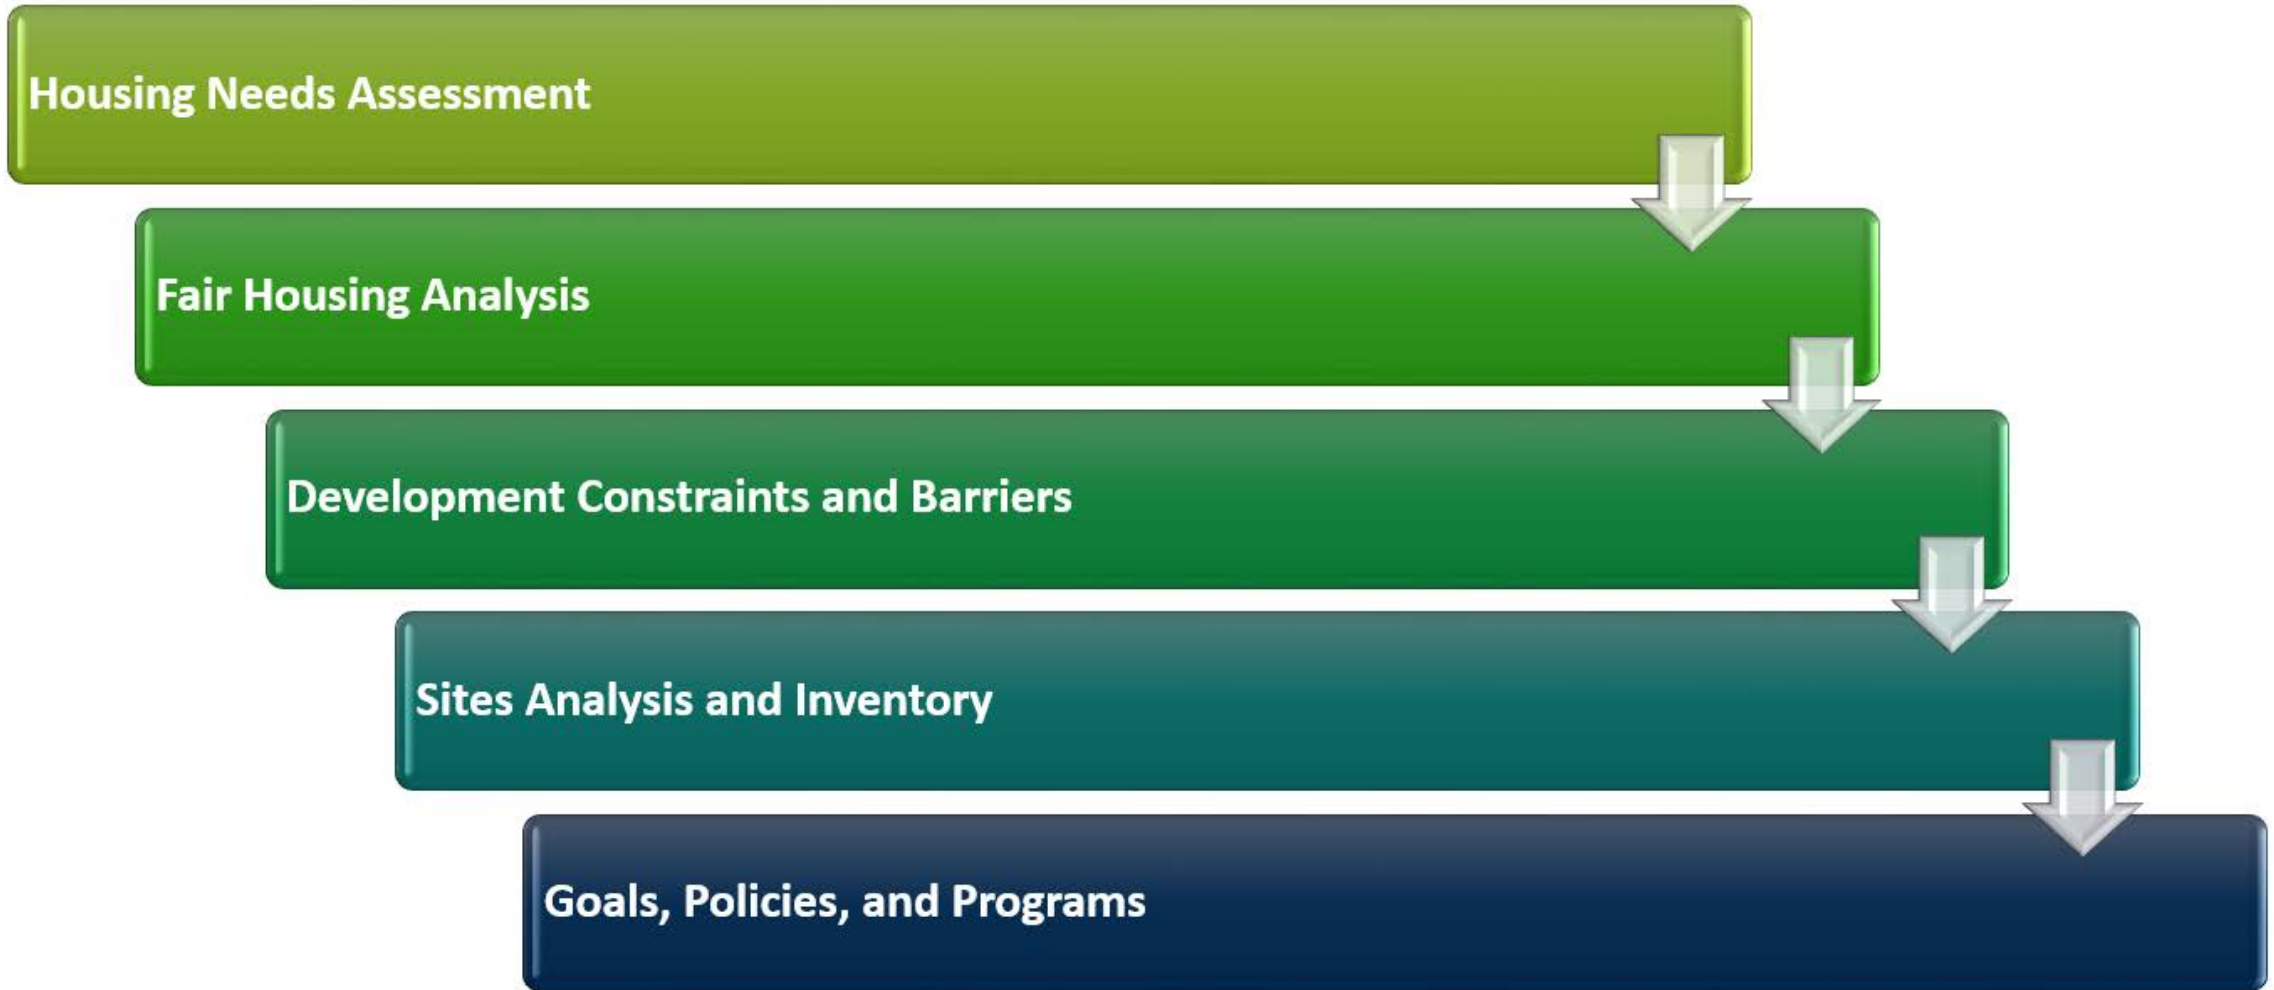 Housing Needs Assessment
Fair Housing Analysis
Development Constraints and Barriers
Sites Analysis and Inventory
Goals, Policies, and Programs